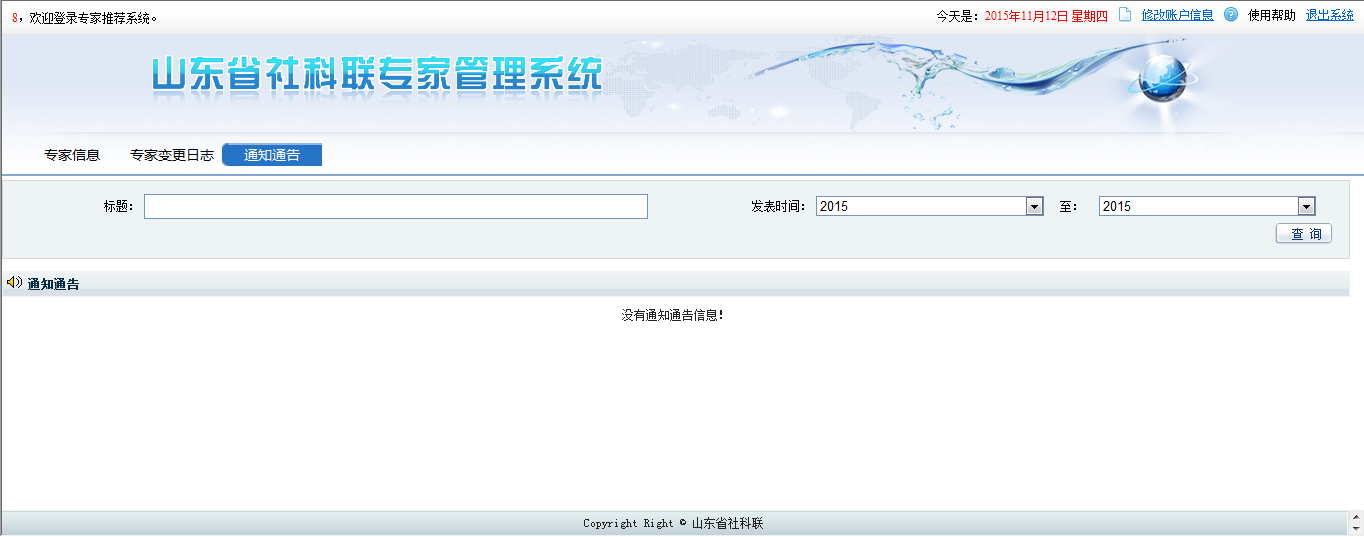 8，欢迎登录专家推荐系统。 今天是：2015年11月12日 星期四 修改账户信息 使用帮助 退出系统
山东省社科联专家管理系统
专家信息 专家变更日志 通知通告
标题： 发表时间： 2015 至： 2015
查 询
通知通告
没有通知通告信息！
Copyright Right © 山东省社科联